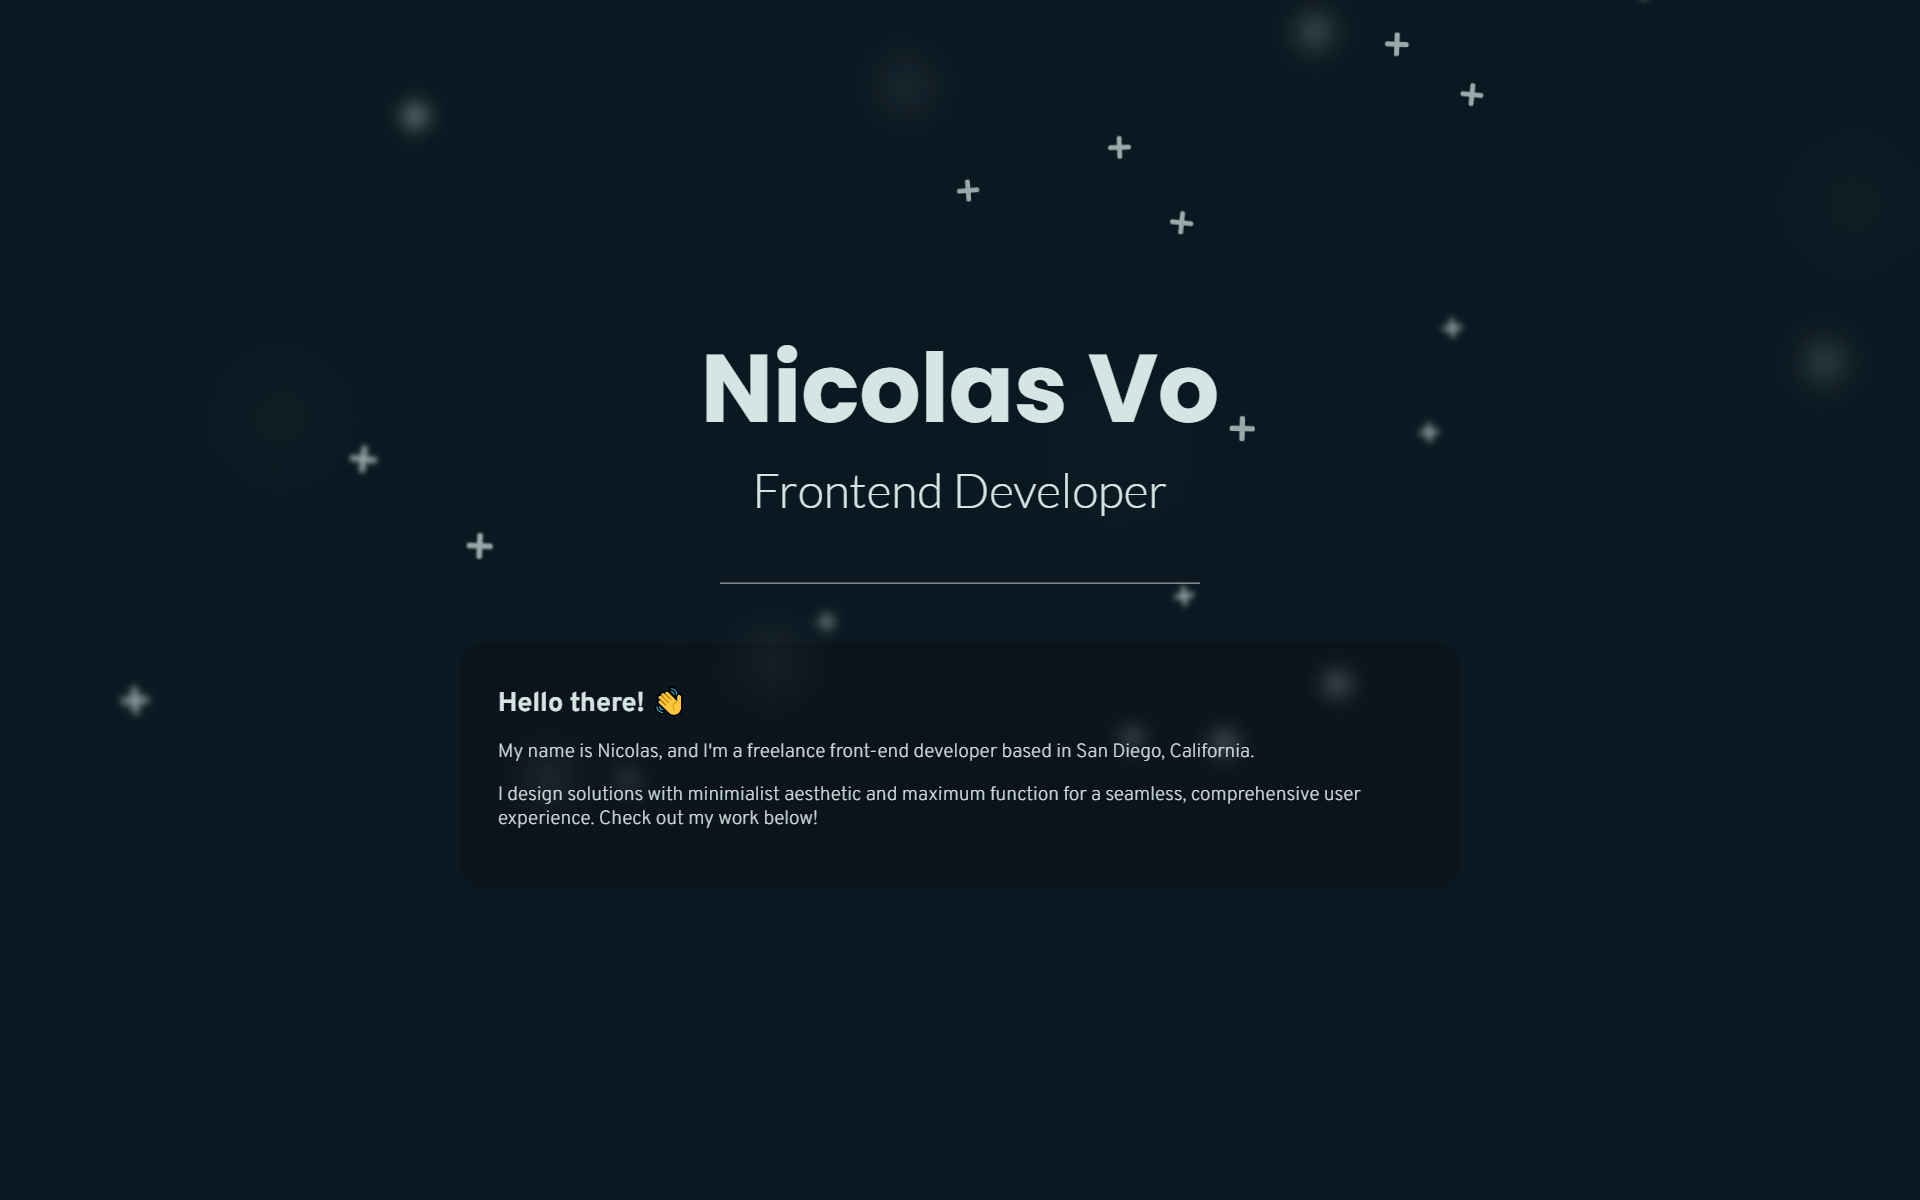 Nicolas Vo
Frontend Developer
Hello there! 👋
My name is Nicolas, and I'm a freelance front-end developer based in San Diego, California.
I design solutions with minimialist aesthetic and maximum function for a seamless, comprehensive user
experience. Check out my work below!